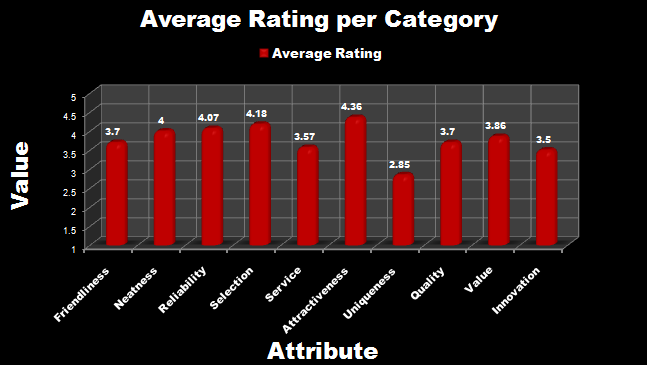 Average Rating per Category
Average Rating
Value
5
4.5
4
3.5
3
2.5
2
1.5
1
3.7
4
4.07
4.18
3.57
4.36
2.85
3.7
3.86
3.5
Friendliness
Neatness
Reliability
Selection
Service
Attractiveness
Uniqueness
Quality
Value
Innovation
Attribute